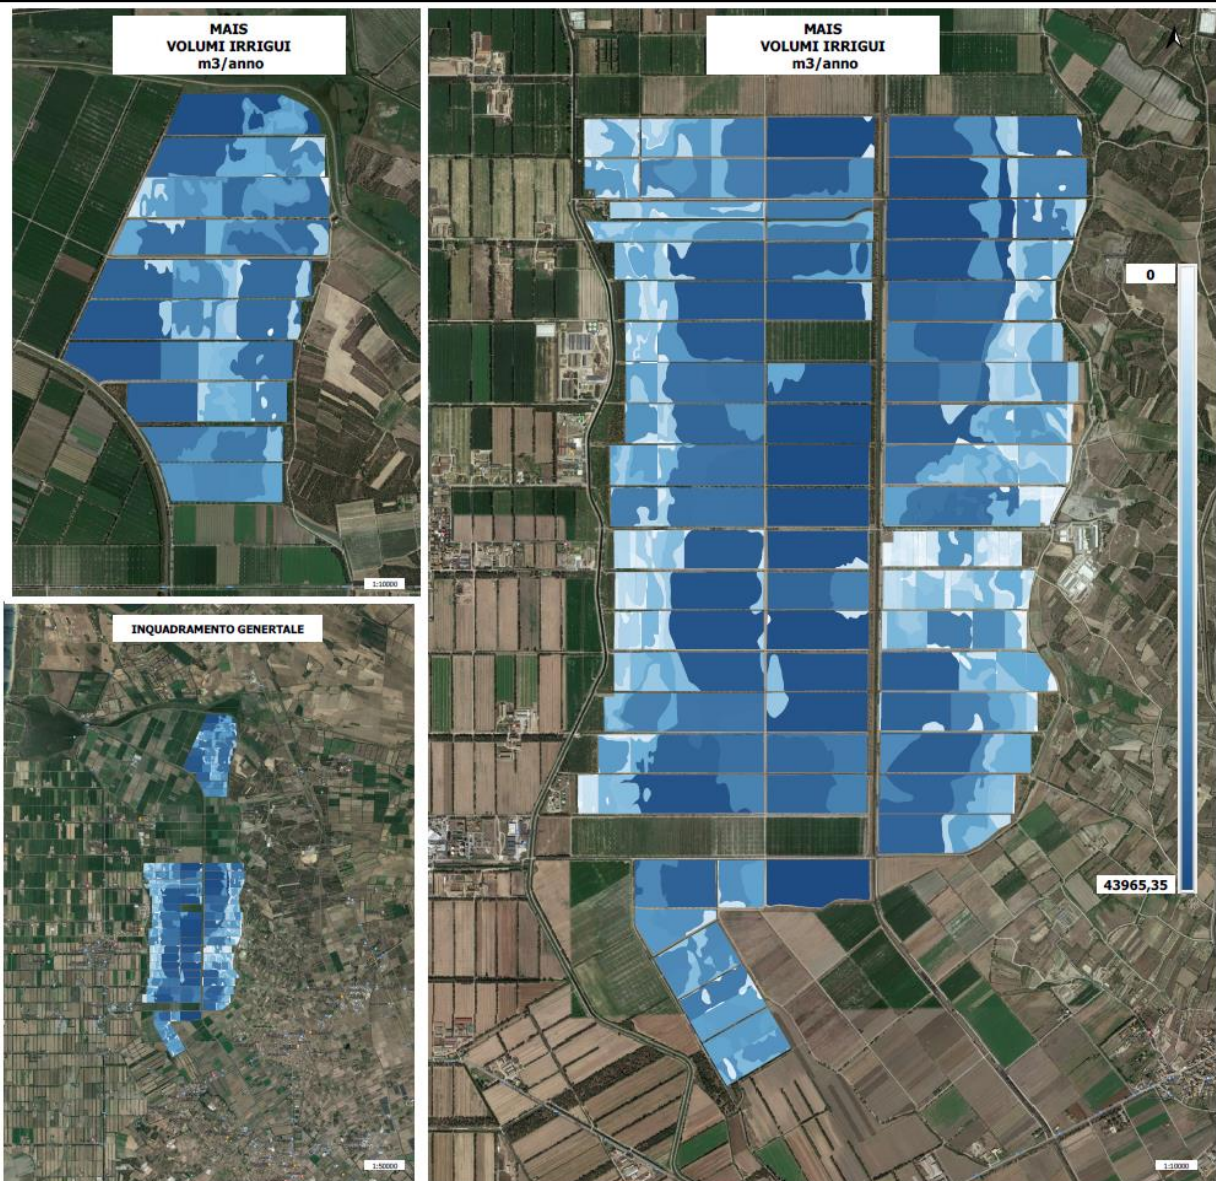 MAIS
VOLUMI IRRIGUI
m3/anno
1:10000
INQUADRAMENTO GENERTALE
1:50000
MAIS
VOLUMI IRRIGUI
m3/anno
0
43965,35
1:10000